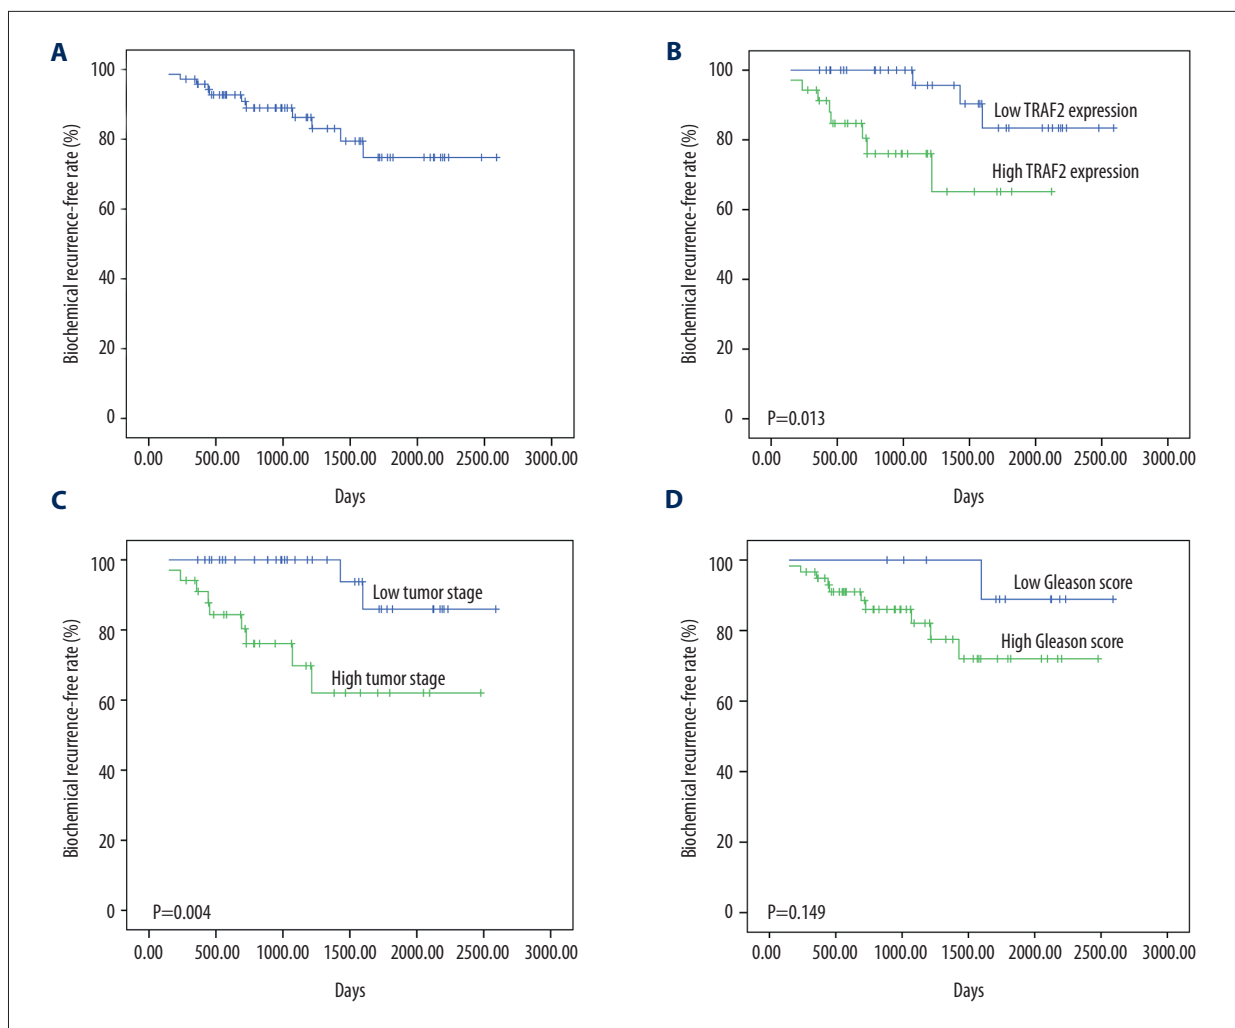 A
Biochemical recurrence-free rate (%)
100
80
60
40
20
0
0.00 500.00 1000.00 1500.00 2000.00 2500.00 3000.00
Days
B
Biochemical recurrence-free rate (%)
100
80
60
40
20
0
Low TRAF2 expression
High TRAF2 expression
P=0.013
0.00 500.00 1000.00 1500.00 2000.00 2500.00 3000.00
Days
C
Biochemical recurrence-free rate (%)
100
80
60
40
20
0
Low tumor stage
High tumor stage
P=0.004
0.00 500.00 1000.00 1500.00 2000.00 2500.00 3000.00
Days
D
Biochemical recurrence-free rate (%)
100
80
60
40
20
0
Low Gleason score
High Gleason score
P=0.149
0.00 500.00 1000.00 1500.00 2000.00 2500.00 3000.00
Days